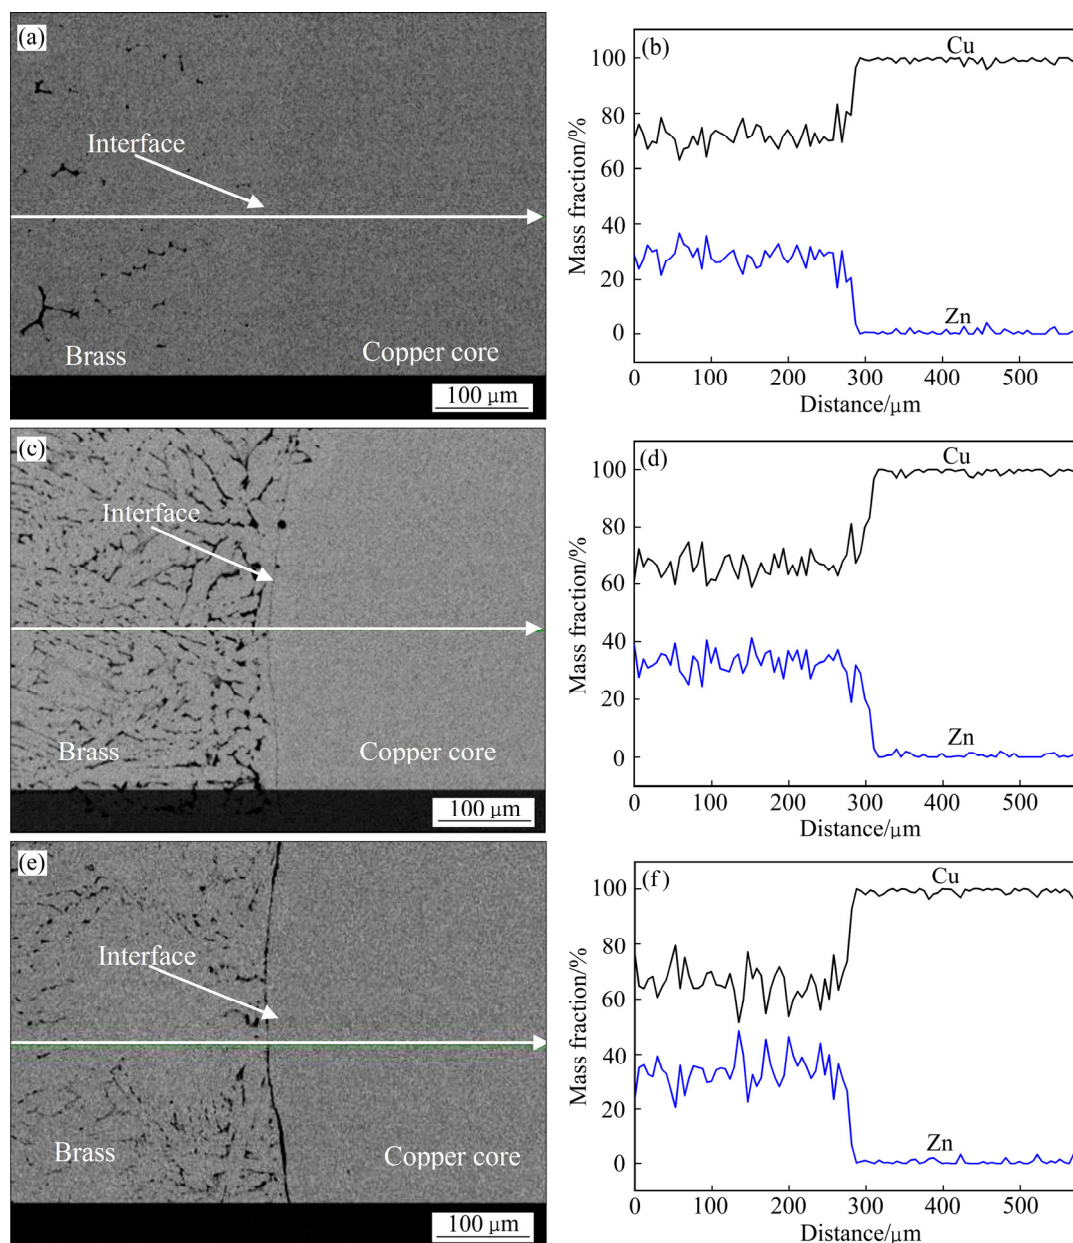 (a)
Interface
Brass
Copper core
100 μm
(b)
Cu
Zn
Mass fraction/%
100
80
60
40
20
0
0
100
200
300
400
500
Distance/μm
(c)
Interface
Brass
Copper core
100 μm
(d)
Cu
Zn
Mass fraction/%
100
80
60
40
20
0
0
100
200
300
400
500
Distance/μm
(e)
Interface
Brass
Copper core
100 μm
(f)
Cu
Zn
Mass fraction/%
100
80
60
40
20
0
0
100
200
300
400
500
Distance/μm